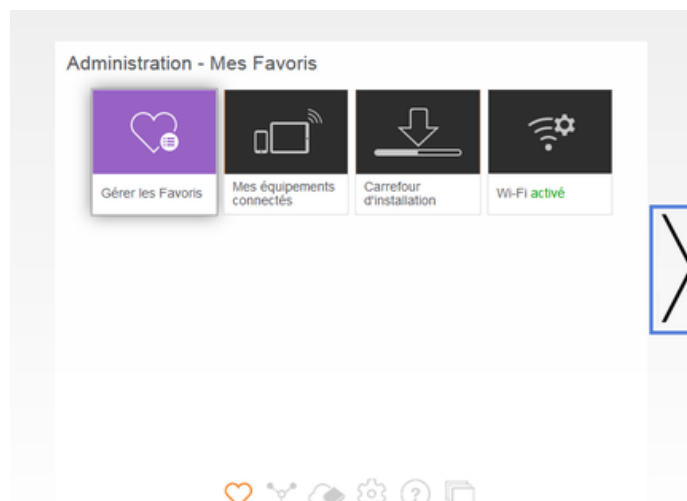 Administration - Mes Favoris
Gérer les Favoris
Mes équipements
connectés
Carrefour
d'installation
Wi-Fi activé
?